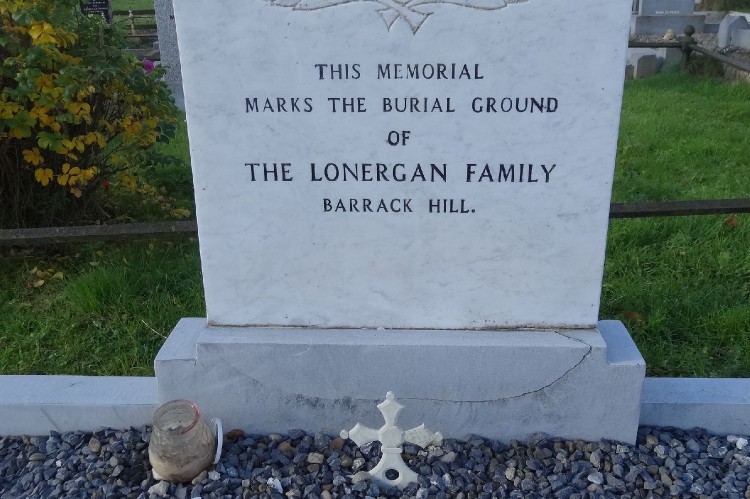 THIS MEMORIAL
MARKS THE BURIAL GROUND
OF
THE LONERGAN FAMILY
BARRACK HILL.